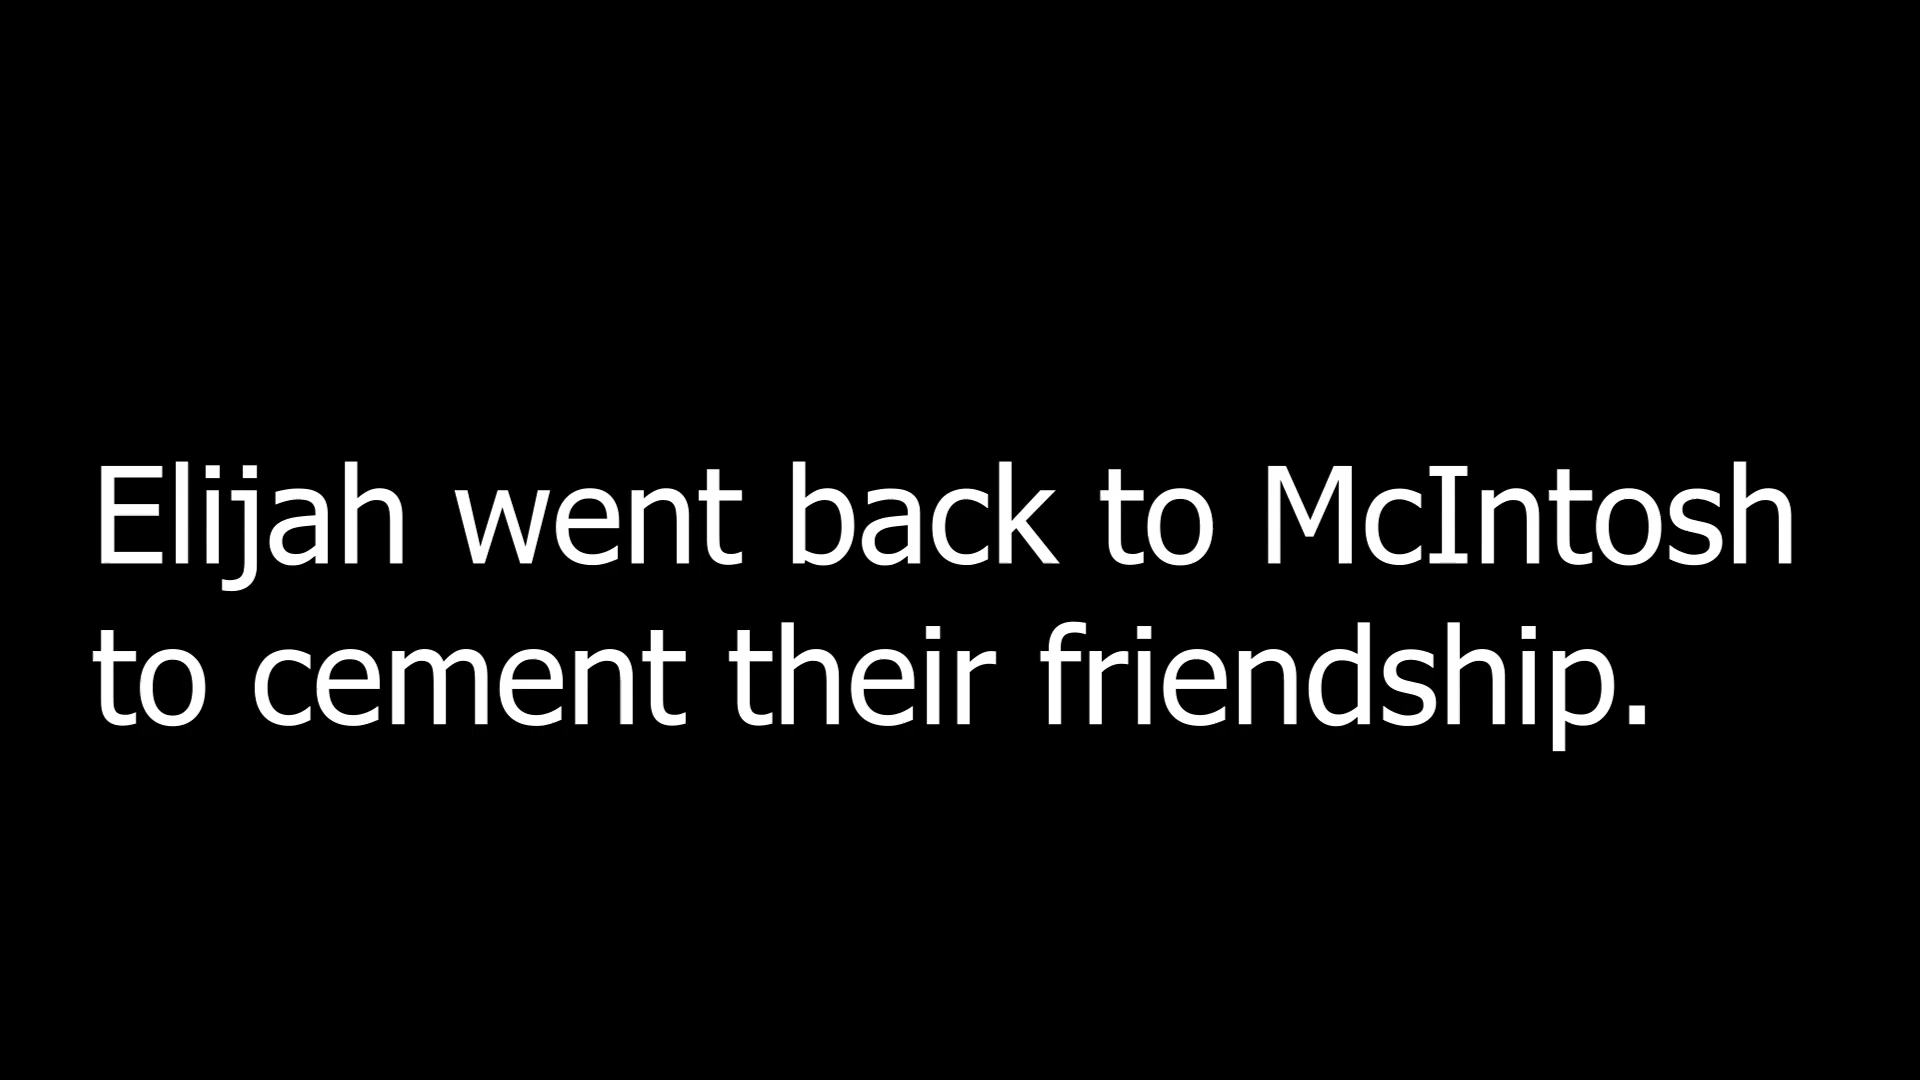 Elijah went back to McIntosh
to cement their friendship.